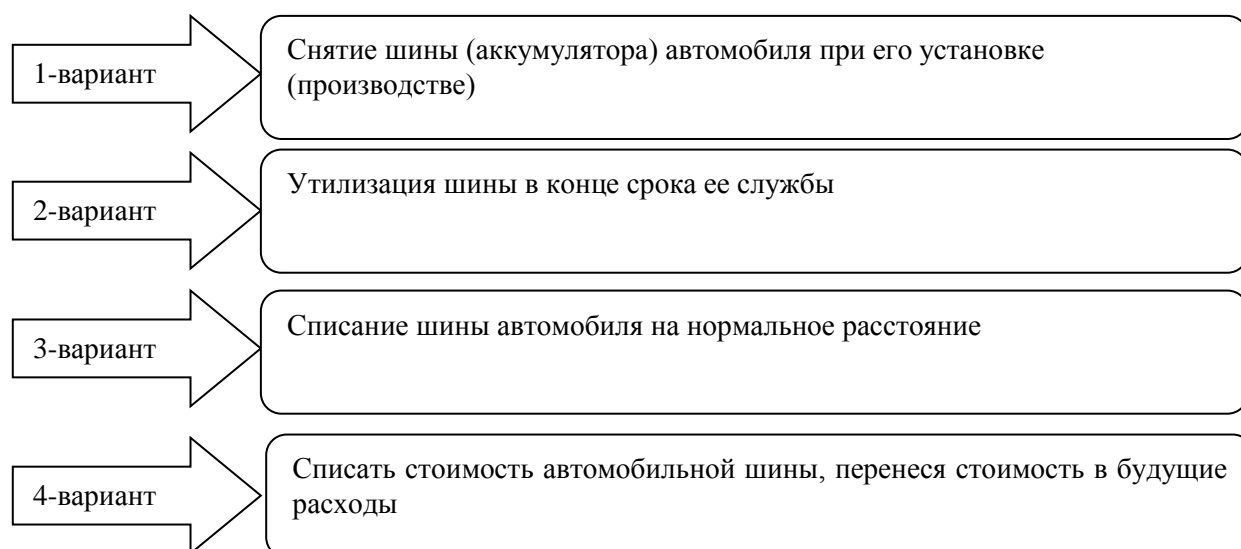 1-вариант
Снятие шины (аккумулятора) автомобиля при его установке
(производстве)
2-вариант
Утилизация шины в конце срока ее службы
3-вариант
Списание шины автомобиля на нормальное расстояние
4-вариант
Списать стоимость автомобильной шины, перенеся стоимость в будущие
расходы